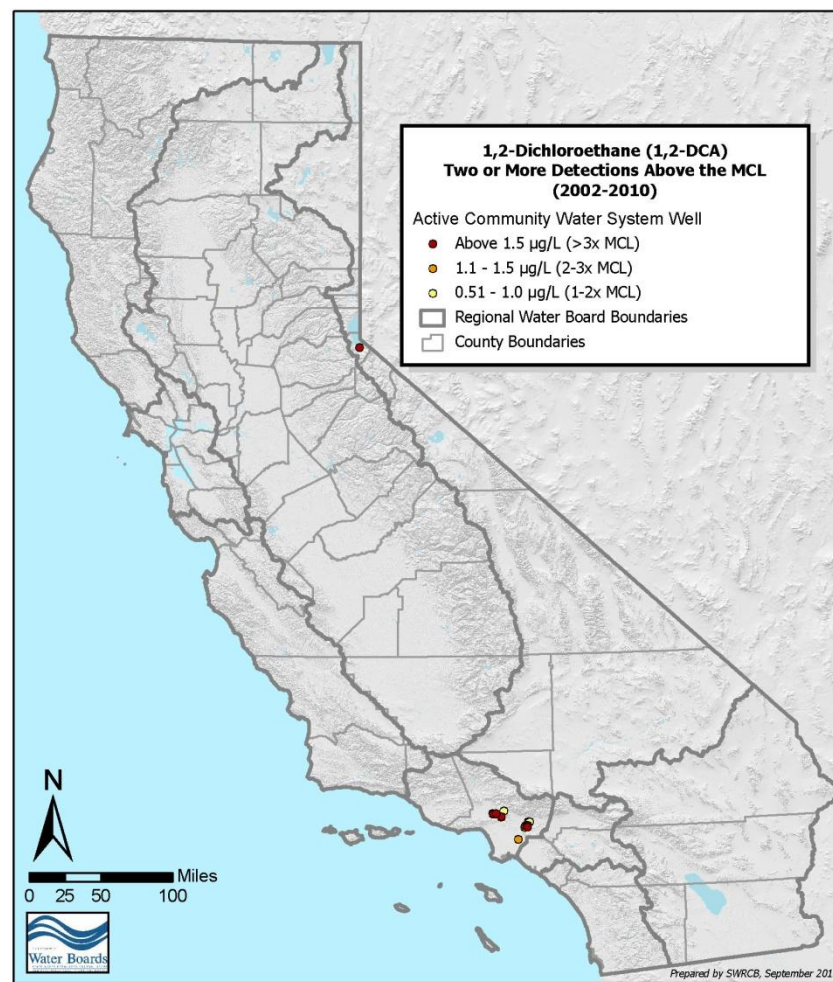 1,2-Dichloroethane (1,2-DCA)
Two or More Detections Above the MCL
(2002-2010)
Active Community Water System Well
Above 1.5 µg/L (>3x MCL)
1.1 - 1.5 µg/L (2-3x MCL)
0.51 - 1.0 µg/L (1-2x MCL)
Regional Water Board Boundaries
County Boundaries
N
Miles
0 25 50 100
Water Boards
Prepared by SWRCB, September 201